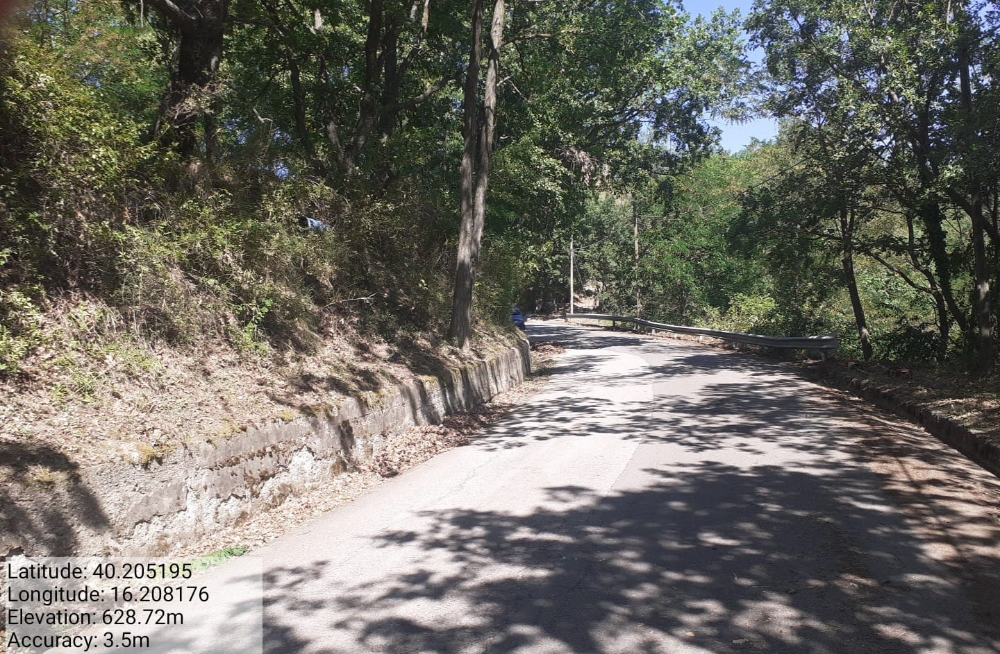 Latitude: 40.205195
Longitude: 16.208176
Elevation: 628.72m
Accuracy: 3.5m